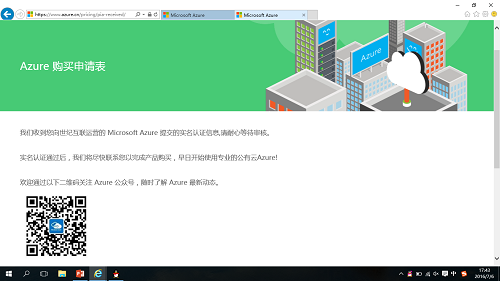 https://www.azure.cn/pricing/pia-received/
Microsoft Azure
Microsoft Azure
Azure 购买申请表
Azure
我们收到您向世纪互联运营的 Microsoft Azure 提交的实名认证信息,请耐心等待审核。
实名认证通过后，我们将尽快联系您以完成产品购买，早日开始使用专业的公有云Azure!
欢迎通过以下二维码关注 Azure 公众号，随时了解 Azure 最新动态。
中
17:43
2016/7/6